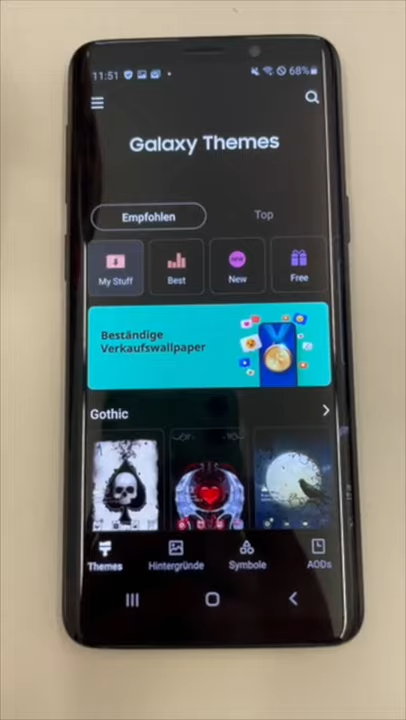 11:51
68%
Galaxy Themes
Empfohlen
Top
My Stuff
Best
NEW
New
Free
Beständige
Verkaufswallpaper
Gothic
Themes
Hintergründe
Symbole
AODs